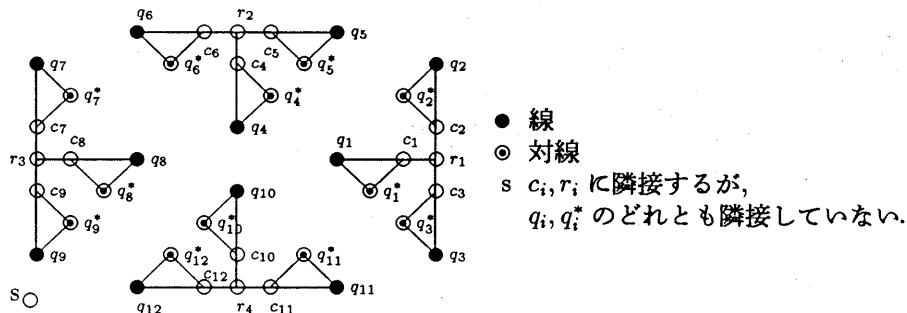 q₆ r₂ q₅
c₆ c₅
q₆* c₄ q₅*
q₇ q₂
q₇* q₄* q₂*
c₇ q₄ c₂
c₈ q₁ c₁
r₃ q₈ r₁
c₉ q₈* q₁₀ q₁* c₃
q₉* q₁₀* q₃*
q₉ q₁₂* c₁₀ q₁₁* q₃
c₁₂
S q₁₂ r₄ c₁₁ q₁₁
● 線
◉ 対線
s cᵢ, rᵢ に隣接するが,
qᵢ, qᵢ* のどれとも隣接していない.